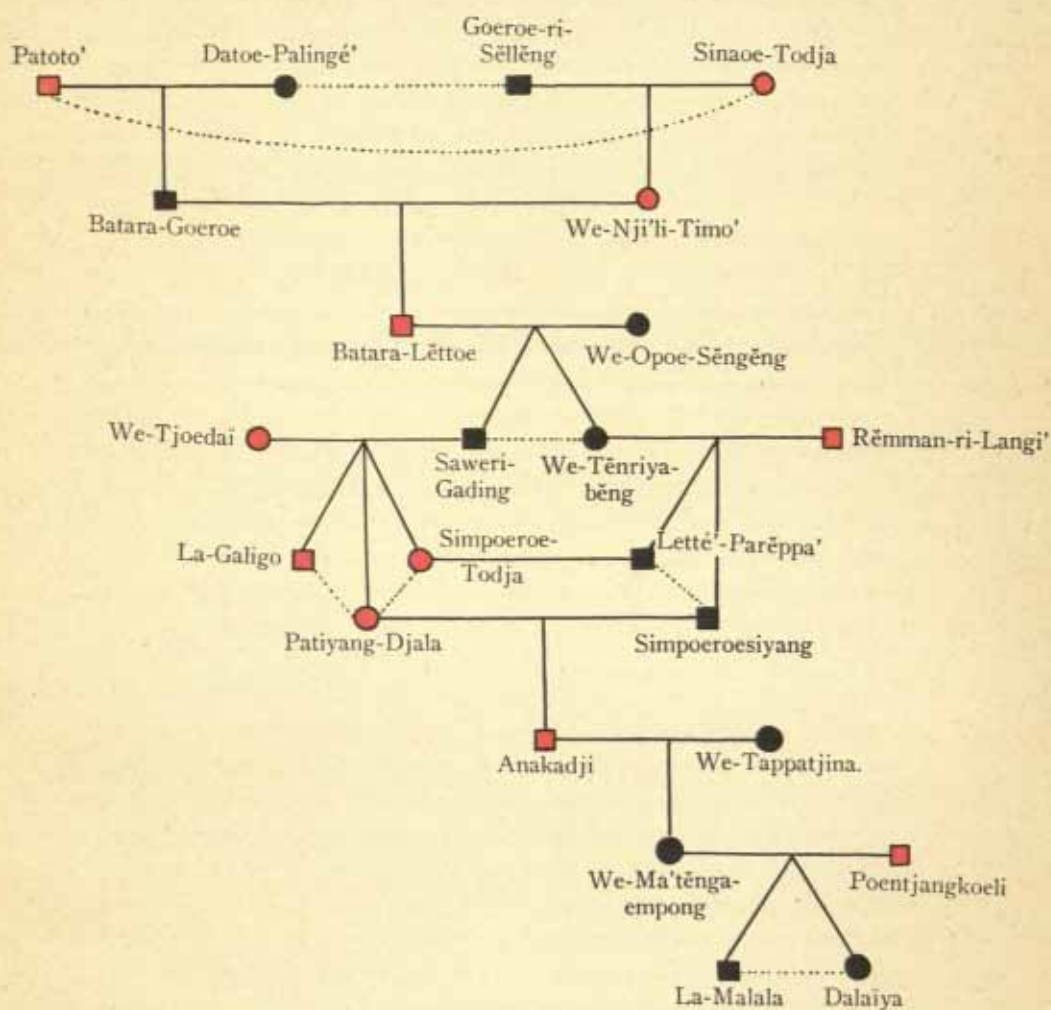 Patoto'
Datoe-Palingé'
Goeroe-ri-
Sĕllĕng
Sinaoe-Todja
Batara-Goeroe
We-Nji'li-Timo'
Batara-Lĕttoe
We-Opoe-Sĕngĕng
We-Tjoedaï
Saweri-
Gading
We-Tĕnriya-
bĕng
Rĕmman-ri-Langi'
La-Galigo
Simpoeroe-
Todja
Letté'-Parĕppa'
Patiyang-Djala
Simpoeroesiyang
Anakadji
We-Tappatjina.
We-Ma'tĕnga-
empong
Poentjangkoeli
La-Malala
Dalaïya